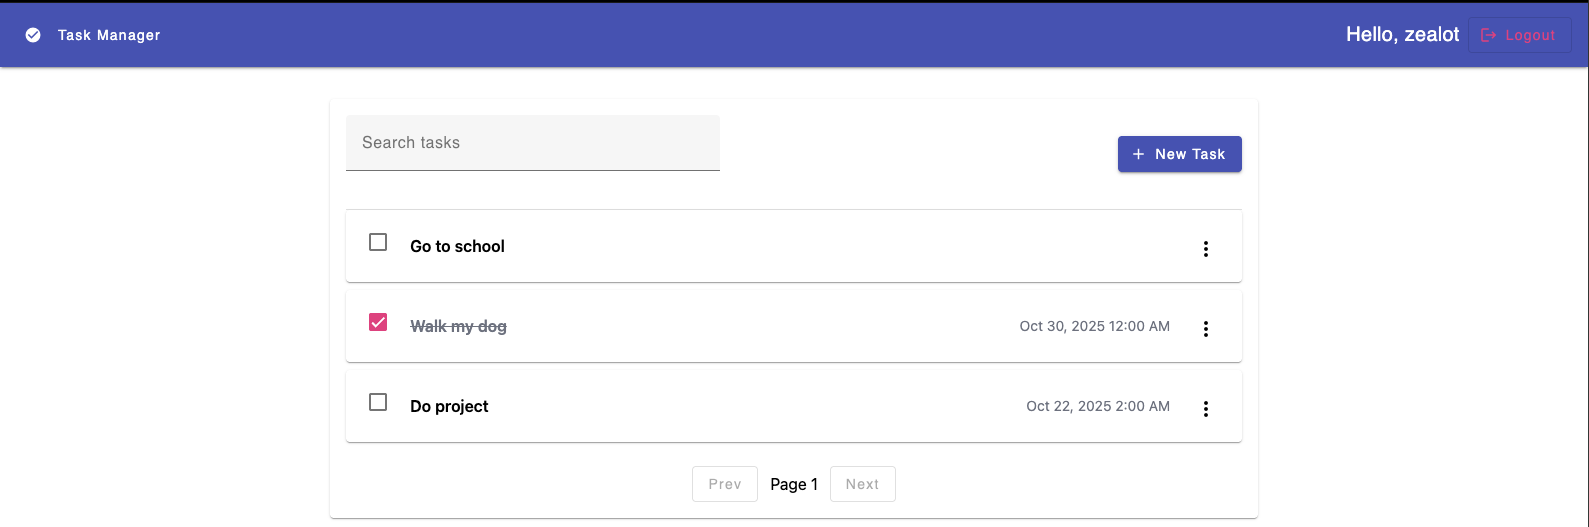 Task Manager
Hello, zealot
Logout
Search tasks
New Task
Go to school
Walk my dog
Oct 30, 2025 12:00 AM
Do project
Oct 22, 2025 2:00 AM
Prev
Page 1
Next